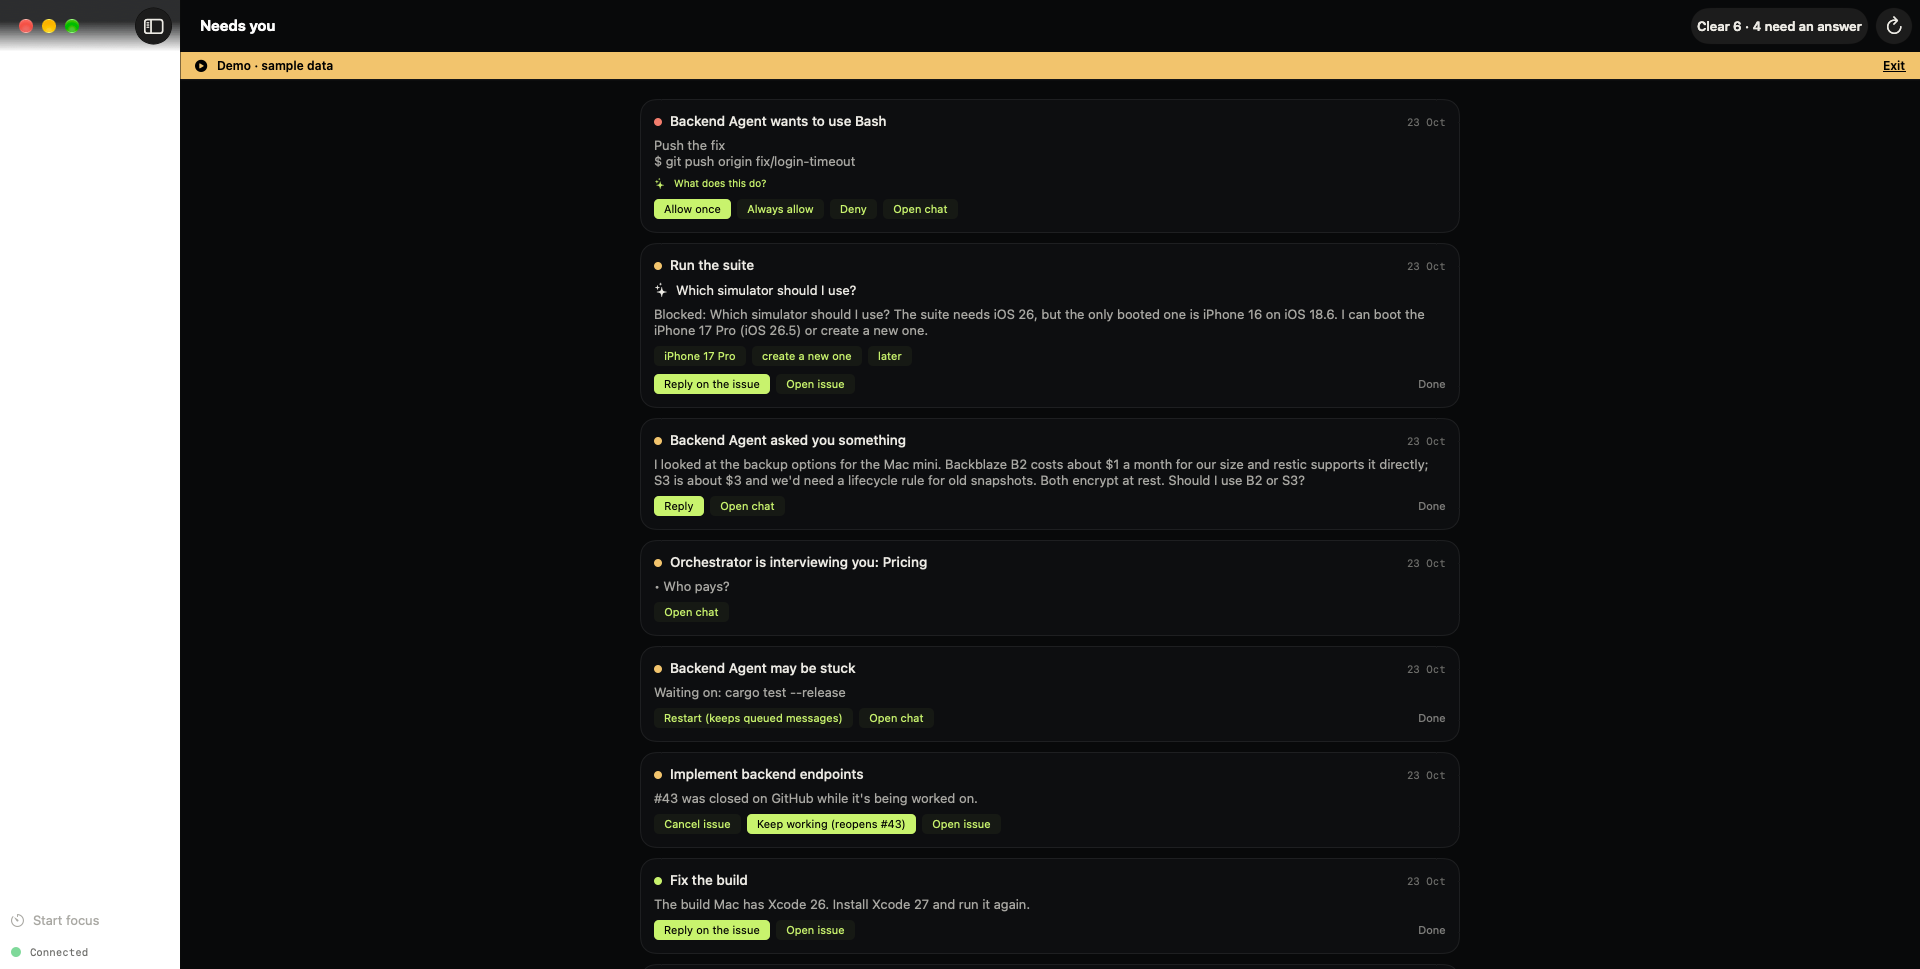 Needs you
Clear 6 · 4 need an answer
Demo · sample data
Exit
Backend Agent wants to use Bash
23 Oct
Push the fix
$ git push origin fix/login-timeout
What does this do?
Allow once
Always allow
Deny
Open chat
Run the suite
23 Oct
Which simulator should I use?
Blocked: Which simulator should I use? The suite needs iOS 26, but the only booted one is iPhone 16 on iOS 18.6. I can boot the
iPhone 17 Pro (iOS 26.5) or create a new one.
iPhone 17 Pro
create a new one
later
Reply on the issue
Open issue
Done
Backend Agent asked you something
23 Oct
I looked at the backup options for the Mac mini. Backblaze B2 costs about $1 a month for our size and restic supports it directly;
S3 is about $3 and we'd need a lifecycle rule for old snapshots. Both encrypt at rest. Should I use B2 or S3?
Reply
Open chat
Done
Orchestrator is interviewing you: Pricing
23 Oct
• Who pays?
Open chat
Backend Agent may be stuck
23 Oct
Waiting on: cargo test --release
Restart (keeps queued messages)
Open chat
Done
Implement backend endpoints
23 Oct
#43 was closed on GitHub while it's being worked on.
Cancel issue
Keep working (reopens #43)
Open issue
Fix the build
23 Oct
The build Mac has Xcode 26. Install Xcode 27 and run it again.
Reply on the issue
Open issue
Done
Start focus
Connected